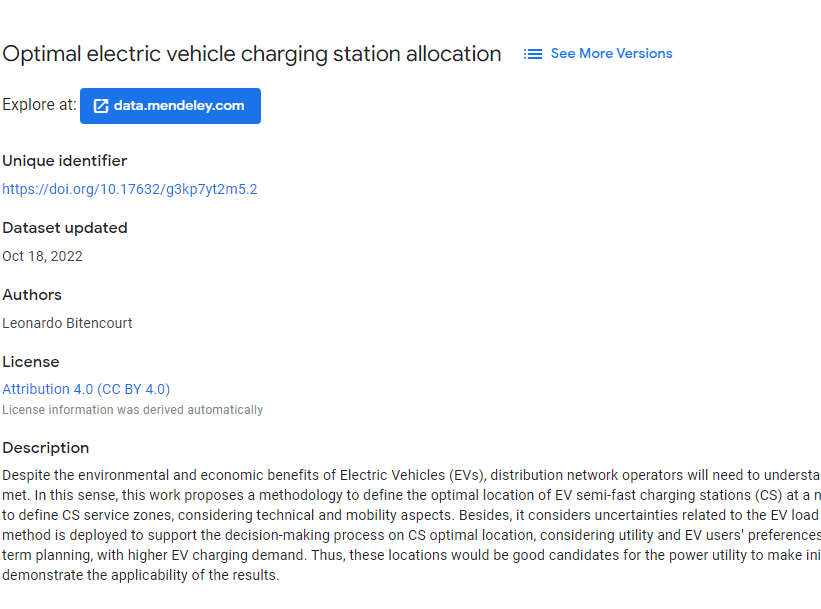 Optimal electric vehicle charging station allocation See More Versions
Explore at: data.mendeley.com
Unique identifier
https://doi.org/10.17632/g3kp7yt2m5.2
Dataset updated
Oct 18, 2022
Authors
Leonardo Bitencourt
License
Attribution 4.0 (CC BY 4.0)
License information was derived automatically
Description
Despite the environmental and economic benefits of Electric Vehicles (EVs), distribution network operators will need to understa
met. In this sense, this work proposes a methodology to define the optimal location of EV semi-fast charging stations (CS) at a n
to define CS service zones, considering technical and mobility aspects. Besides, it considers uncertainties related to the EV load
method is deployed to support the decision-making process on CS optimal location, considering utility and EV users' preferences
term planning, with higher EV charging demand. Thus, these locations would be good candidates for the power utility to make ini
demonstrate the applicability of the results.